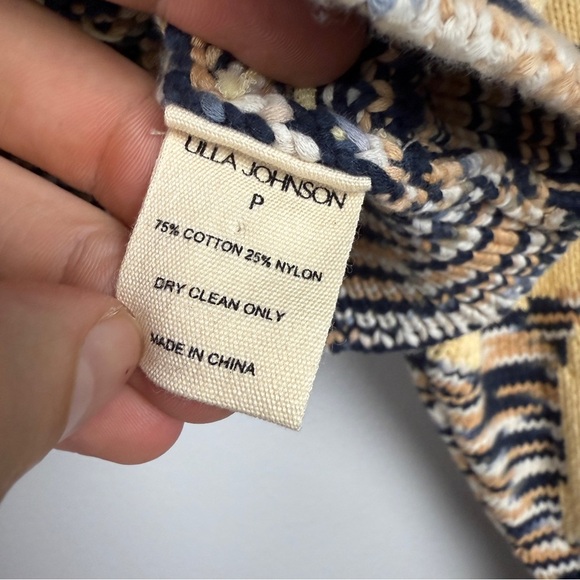 ULLA JOHNSON
P
75% COTTON 25% NYLON
DRY CLEAN ONLY
MADE IN CHINA